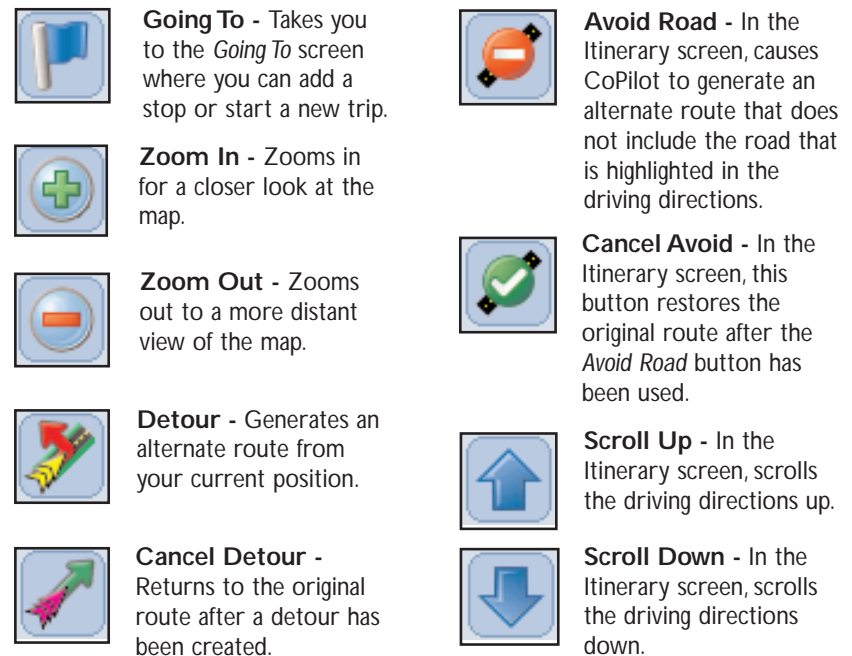 Going To - Takes you
to the Going To screen
where you can add a
stop or start a new trip.
Zoom In - Zooms in
for a closer look at the
map.
Zoom Out - Zooms
out to a more distant
view of the map.
Detour - Generates an
alternate route from
your current position.
Cancel Detour -
Returns to the original
route after a detour has
been created.
Avoid Road - In the
Itinerary screen, causes
CoPilot to generate an
alternate route that does
not include the road that
is highlighted in the
driving directions.
Cancel Avoid - In the
Itinerary screen, this
button restores the
original route after the
Avoid Road button has
been used.
Scroll Up - In the
Itinerary screen, scrolls
the driving directions up.
Scroll Down - In the
Itinerary screen, scrolls
the driving directions
down.